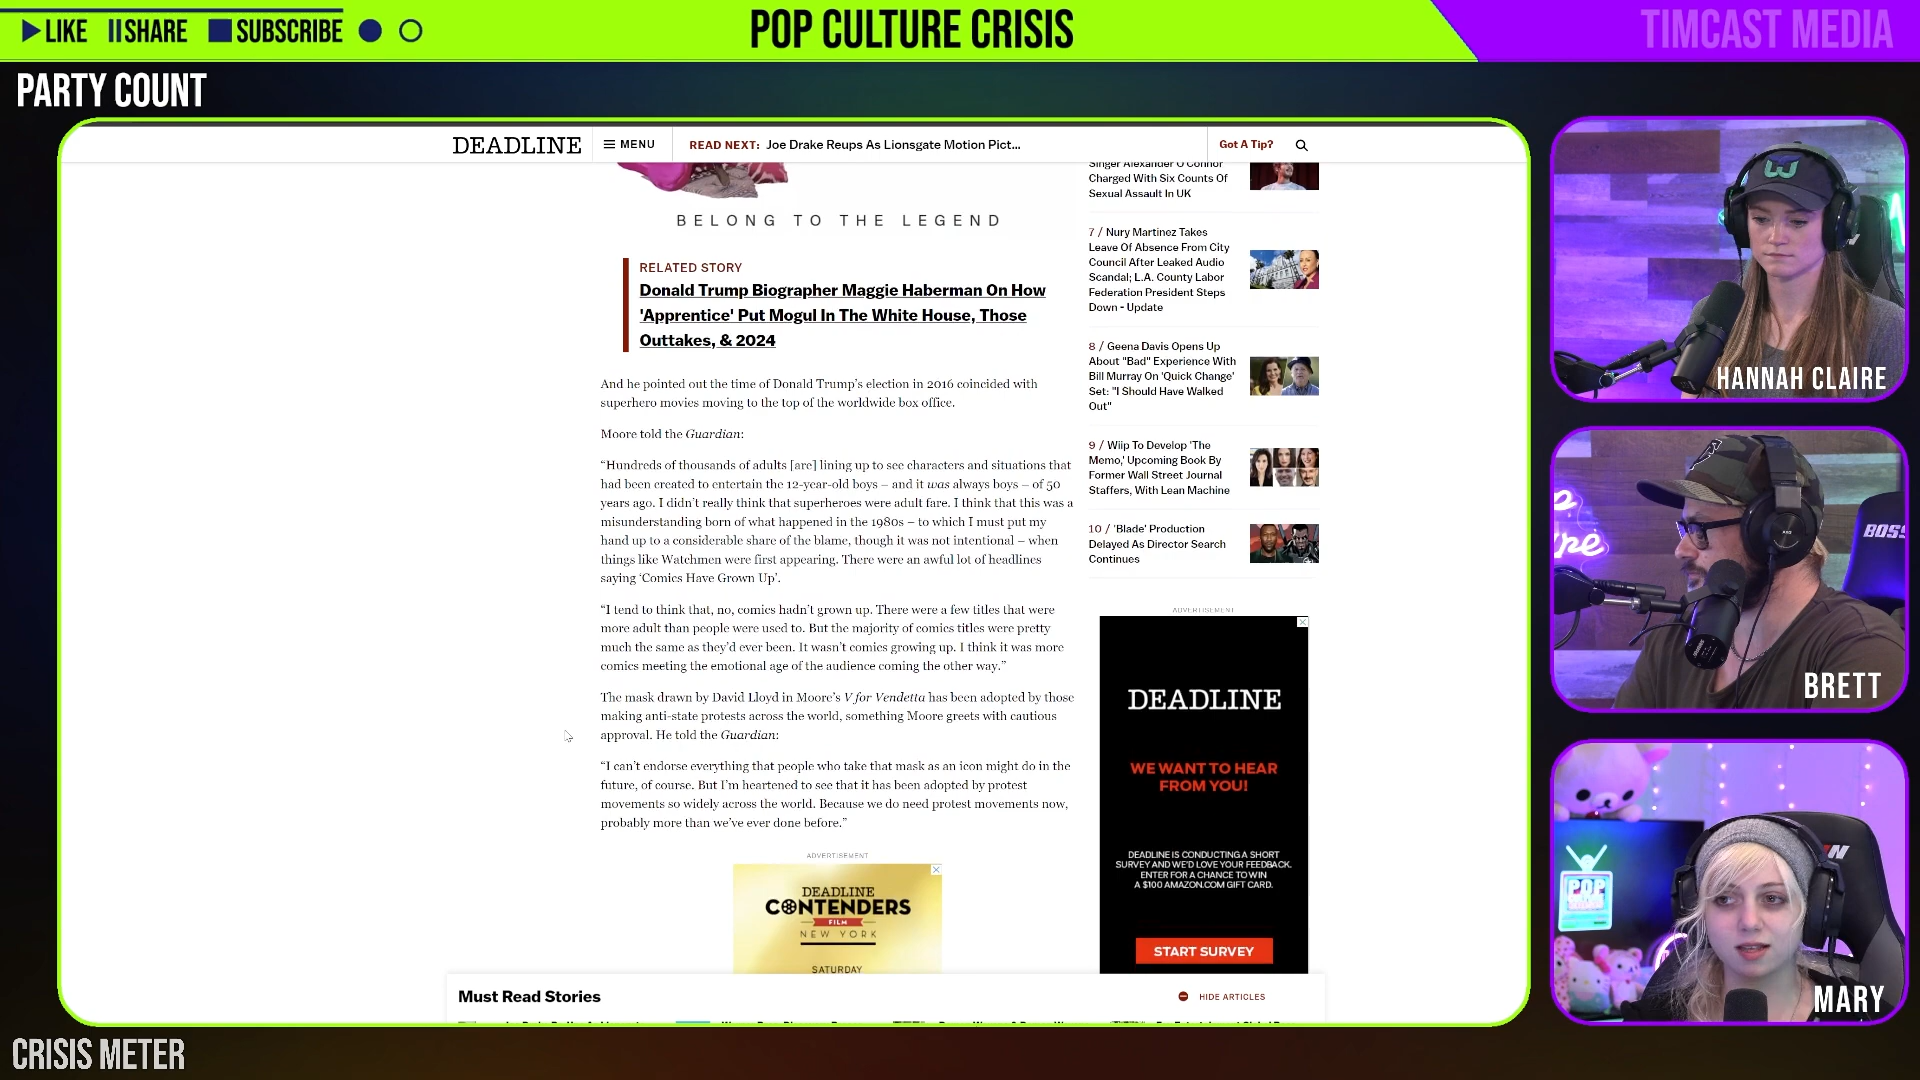 LIKE SHARE SUBSCRIBE
POP CULTURE CRISIS
TIMCAST MEDIA
PARTY COUNT
DEADLINE
MENU
READ NEXT: Joe Drake Reups As Lionsgate Motion Pict...
Got A Tip?
BELONG TO THE LEGEND
RELATED STORY
Donald Trump Biographer Maggie Haberman On How
'Apprentice' Put Mogul In The White House, Those
Outtakes, & 2024
And he pointed out the time of Donald Trump's election in 2016 coincided with
superhero movies moving to the top of the worldwide box office.
Moore told the Guardian:
“Hundreds of thousands of adults [are] lining up to see characters and situations that
had been created to entertain the 12-year-old boys – and it was always boys – of 50
years ago. I didn't really think that superheroes were adult fare. I think that this was a
misunderstanding born of what happened in the 1980s – to which I must put my
hand up to a considerable share of the blame, though it was not intentional – when
things like Watchmen were first appearing. There were an awful lot of headlines
saying ‘Comics Have Grown Up’.
“I tend to think that, no, comics hadn't grown up. There were a few titles that were
more adult than people were used to. But the majority of comics titles were pretty
much the same as they'd ever been. It wasn't comics growing up. I think it was more
comics meeting the emotional age of the audience coming the other way.”
The mask drawn by David Lloyd in Moore's V for Vendetta has been adopted by those
making anti-state protests across the world, something Moore greets with cautious
approval. He told the Guardian:
“I can't endorse everything that people who take that mask as an icon might do in the
future, of course. But I'm heartened to see that it has been adopted by protest
movements so widely across the world. Because we do need protest movements now,
probably more than we've ever done before.”
ADVERTISEMENT
DEADLINE
CONTENDERS
FILM
NEW YORK
SATURDAY
Singer Alexander O'Connor
Charged With Six Counts Of
Sexual Assault In UK
7 / Nury Martinez Takes
Leave Of Absence From City
Council After Leaked Audio
Scandal; L.A. County Labor
Federation President Steps
Down - Update
8 / Geena Davis Opens Up
About "Bad" Experience With
Bill Murray On 'Quick Change'
Set: "I Should Have Walked
Out"
9 / Wiip To Develop 'The
Memo,' Upcoming Book By
Former Wall Street Journal
Staffers, With Lean Machine
10 / 'Blade' Production
Delayed As Director Search
Continues
ADVERTISEMENT
DEADLINE
WE WANT TO HEAR
FROM YOU!
DEADLINE IS CONDUCTING A SHORT
SURVEY AND WE'D LOVE YOUR FEEDBACK.
ENTER FOR A CHANCE TO WIN
A $100 AMAZON.COM GIFT CARD.
START SURVEY
Must Read Stories
HIDE ARTICLES
HANNAH CLAIRE
BOSS
BRETT
POP
MARY
CRISIS METER